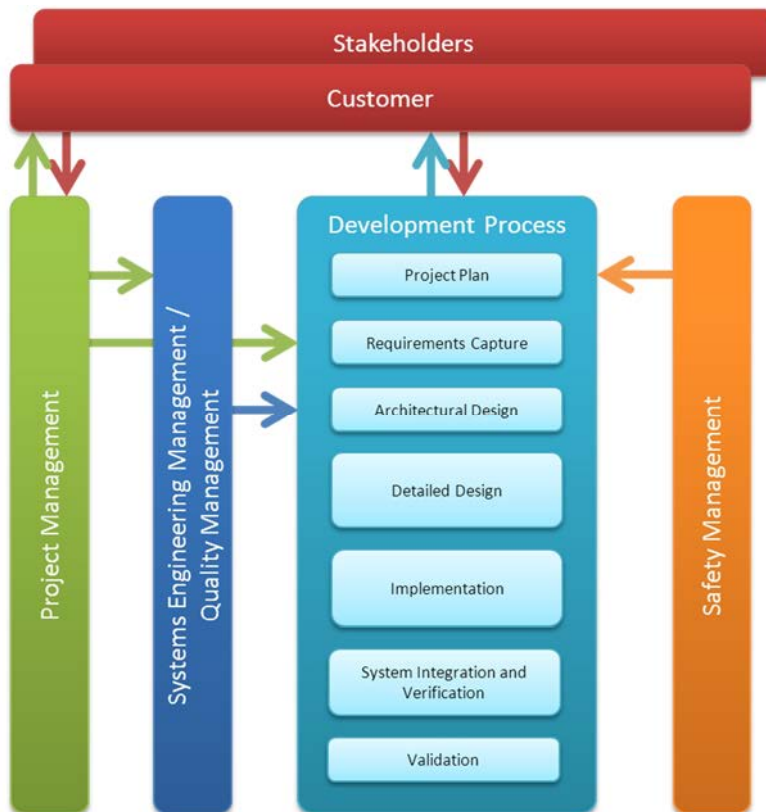 Stakeholders
Customer
Project Management
Systems Engineering Management /
Quality Management
Development Process
Project Plan
Requirements Capture
Architectural Design
Detailed Design
Implementation
System Integration and
Verification
Validation
Safety Management